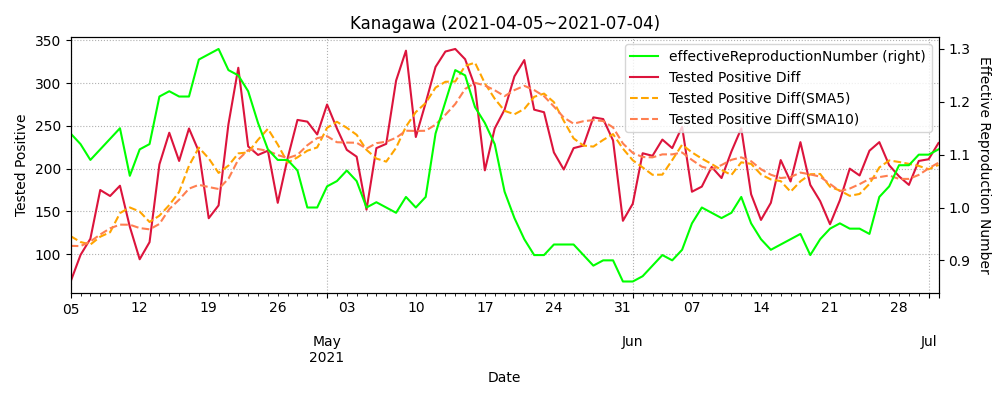 Kanagawa (2021-04-05~2021-07-04)
Tested Positive
350
300
250
200
150
100
effectiveReproductionNumber (right)
Tested Positive Diff
Tested Positive Diff(SMA5)
Tested Positive Diff(SMA10)
1.3
1.2
1.1
1.0
0.9
Effective Reproduction Number
05 12 19 26 03 10 17 24 31 07 14 21 28
May Jun Jul
2021
Date